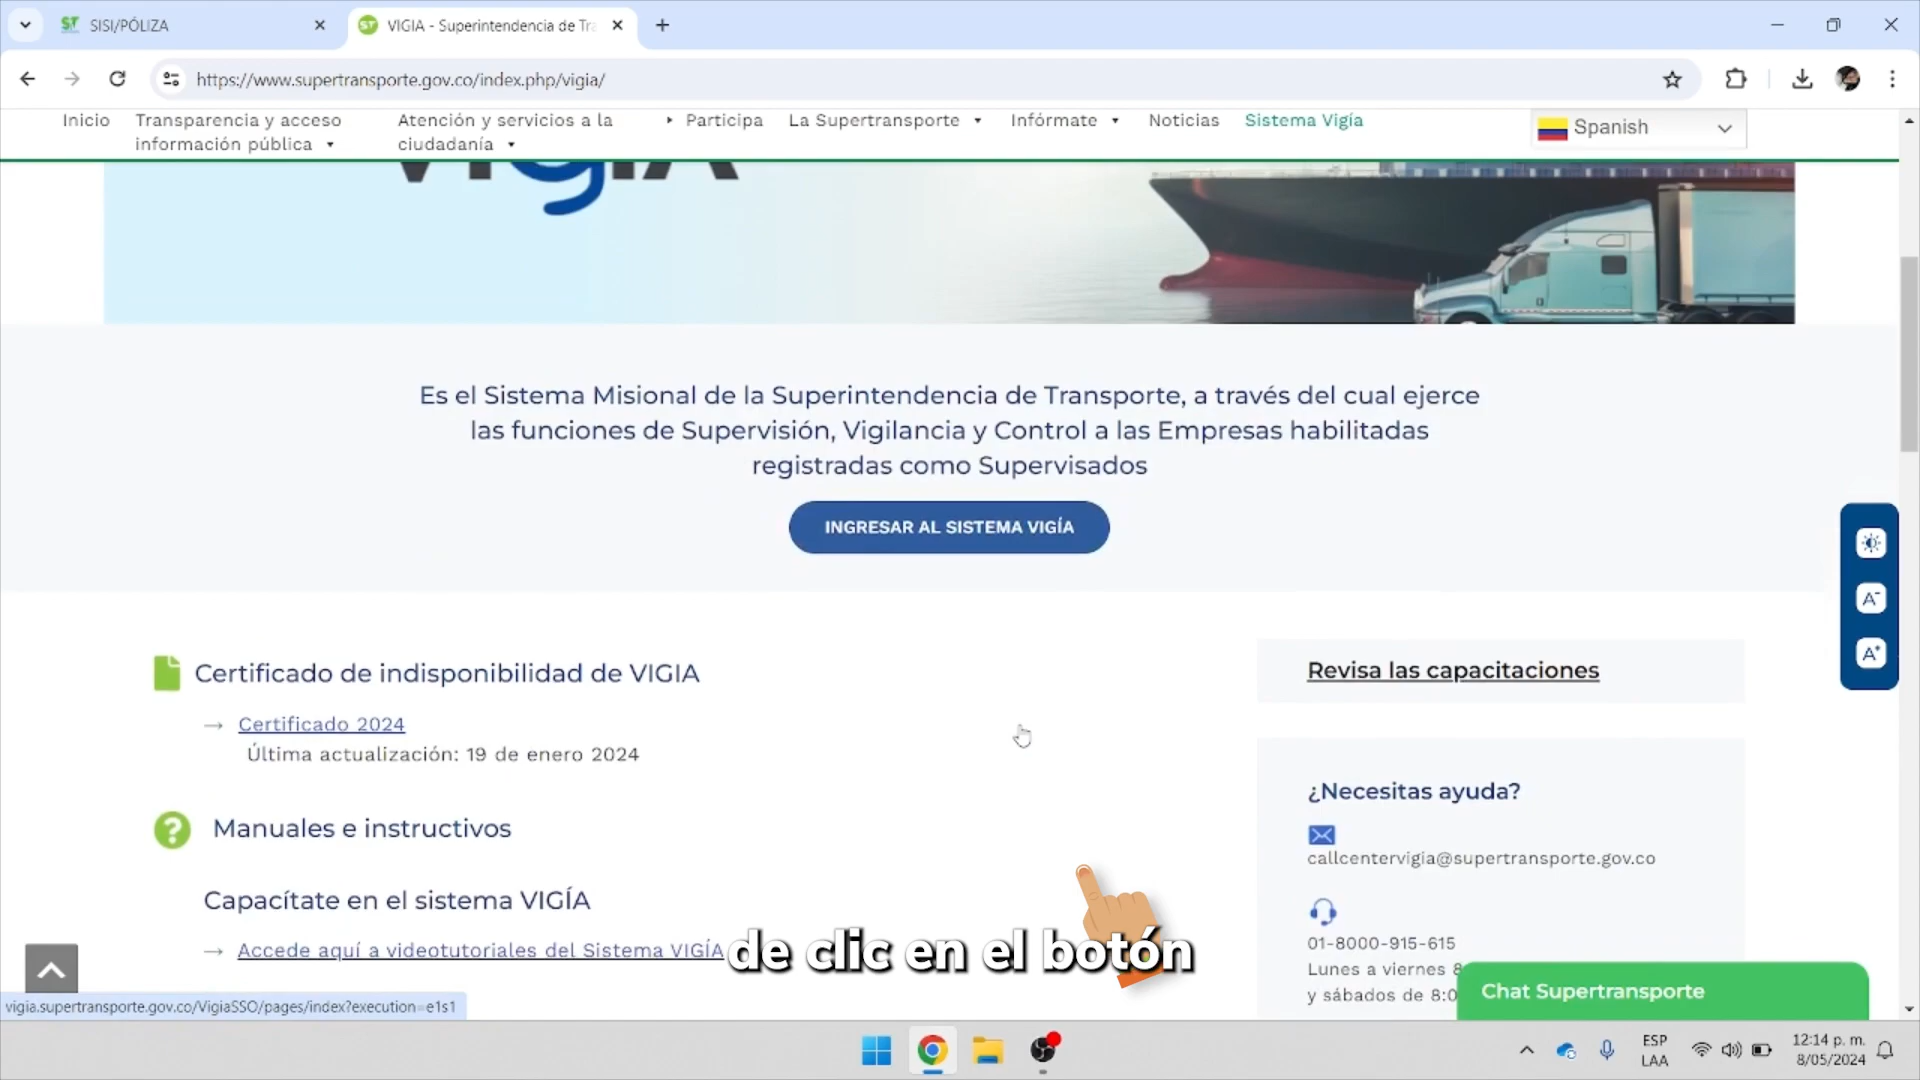 SISI/PÓLIZA
VIGIA - Superintendencia de Tra
https://www.supertransporte.gov.co/index.php/vigia/
Inicio
Transparencia y acceso
información pública
Atención y servicios a la
ciudadanía
Participa
La Supertransporte
Infórmate
Noticias
Sistema Vigía
Spanish
VigIA
Es el Sistema Misional de la Superintendencia de Transporte, a través del cual ejerce
las funciones de Supervisión, Vigilancia y Control a las Empresas habilitadas
registradas como Supervisados
INGRESAR AL SISTEMA VIGÍA
A-
A+
Certificado de indisponibilidad de VIGIA
→ Certificado 2024
Última actualización: 19 de enero 2024
Manuales e instructivos
Capacítate en el sistema VIGÍA
→ Accede aquí a videotutoriales del Sistema VIGÍA
Revisa las capacitaciones
¿Necesitas ayuda?
callcentervigia@supertransporte.gov.co
01-8000-915-615
Lunes a viernes 8
y sábados de 8:0
Chat Supertransporte
de clic en el botón
vigia.supertransporte.gov.co/VigiaSSO/pages/index?execution=e1s1
ESP
LAA
12:14 p. m.
8/05/2024